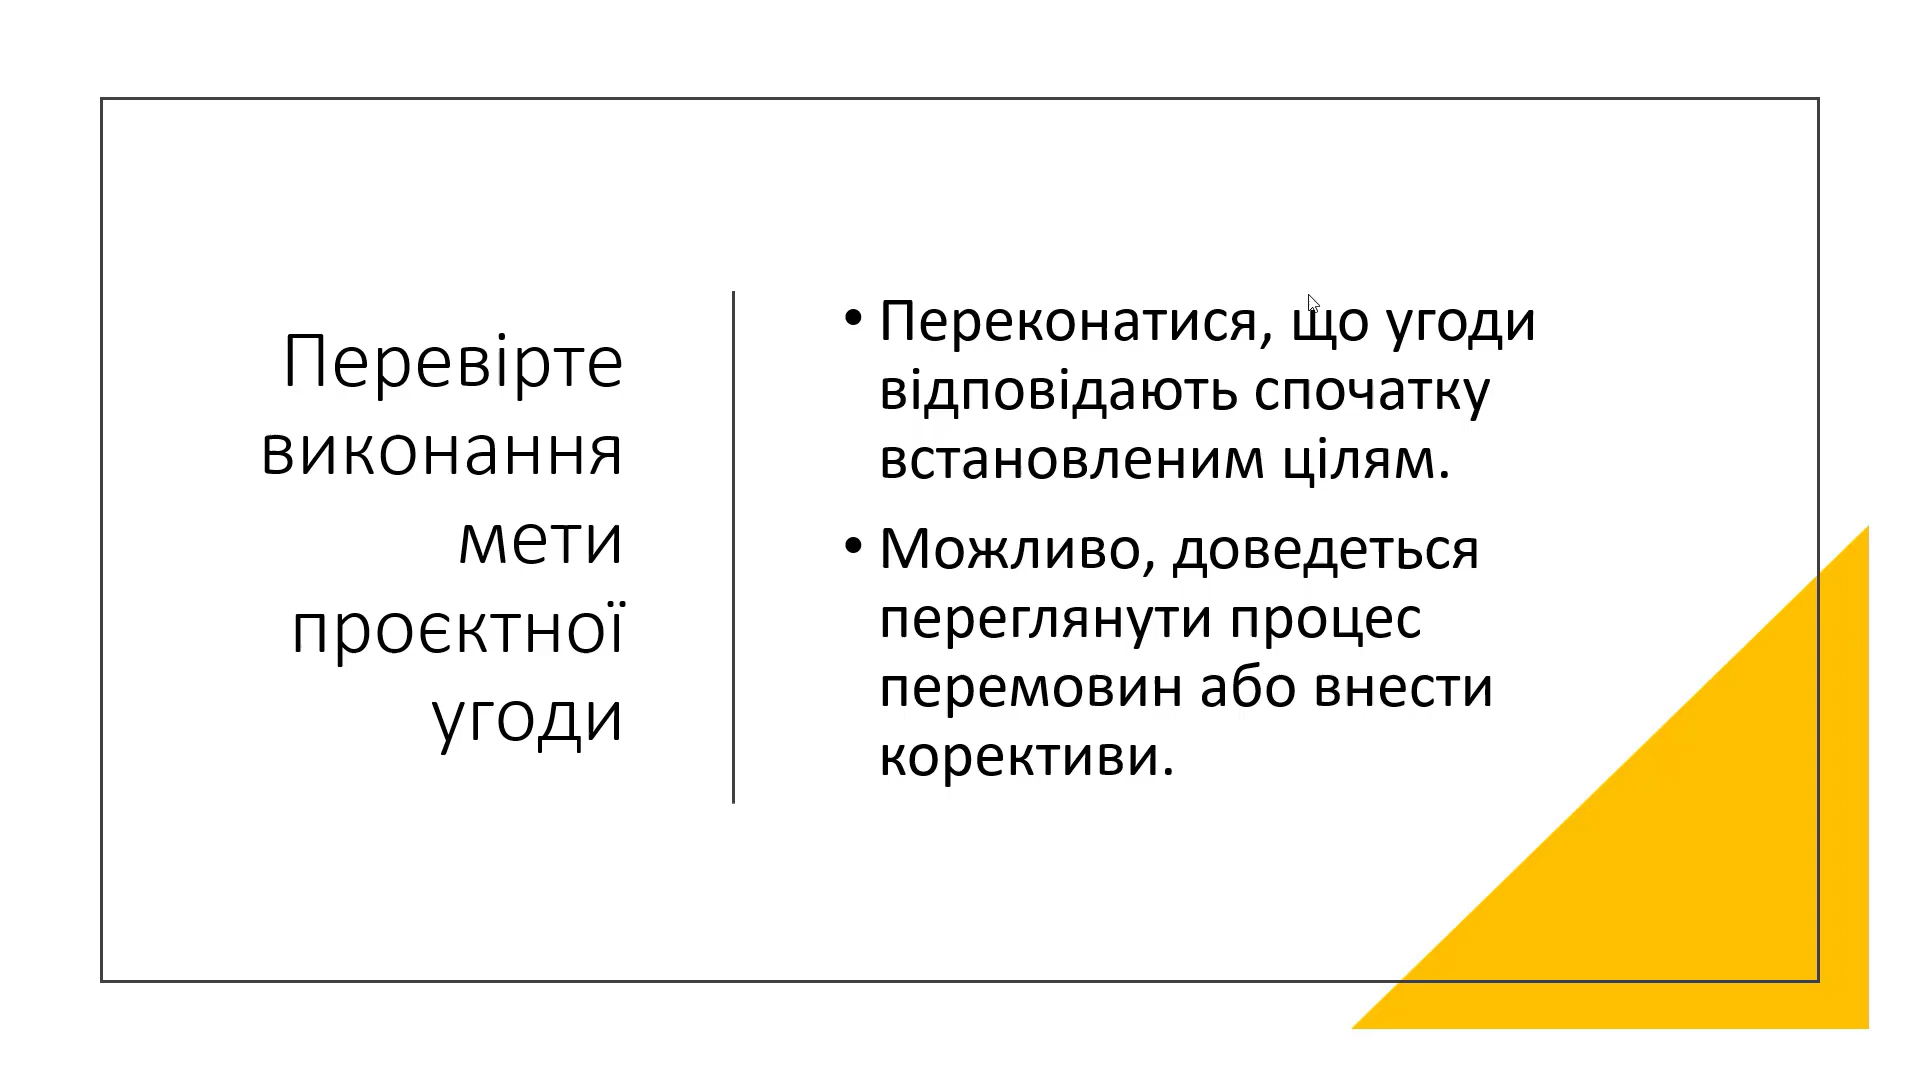 Перевірте
виконання
мети
проєктної
угоди
• Переконатися, що угоди
відповідають спочатку
встановленим цілям.
• Можливо, доведеться
переглянути процес
перемовин або внести
корективи.